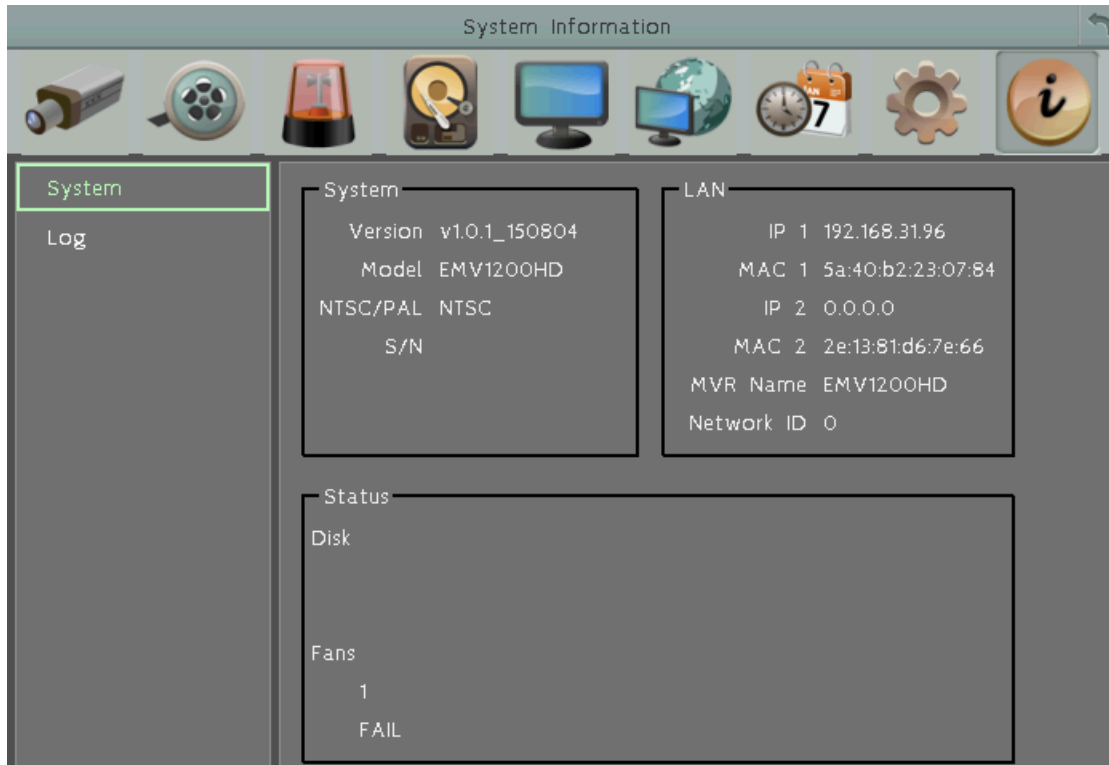 System Information
JAN
7
System
Log
System
Version v1.0.1_150804
Model EMV1200HD
NTSC/PAL NTSC
S/N
LAN
IP 1 192.168.31.96
MAC 1 5a:40:b2:23:07:84
IP 2 0.0.0.0
MAC 2 2e:13:81:d6:7e:66
MVR Name EMV1200HD
Network ID 0
Status
Disk
Fans
1
FAIL